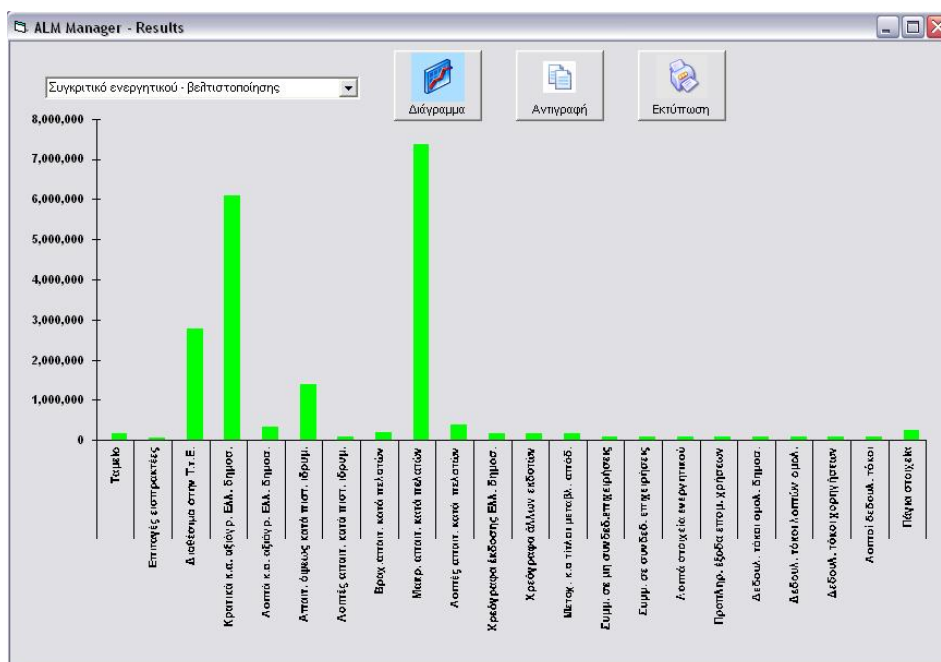 ALM Manager - Results
Συγκριτικό ενεργητικού - βελτιστοποίησης
Διάγραμμα
Αντιγραφή
Εκτύπωση
8,000,000
7,000,000
6,000,000
5,000,000
4,000,000
3,000,000
2,000,000
1,000,000
0
Ταμείο
Επιταγές εισπρακτέες
Διαθέσιμα στην Τ.τ.Ε.
Κρατικά κ.α. αξιόγρ. Ελλ. δημοσ.
Λοιπά κ.α. αξιόγρ. Ελλ. δημοσ.
Απαιτ. όψεως κατά πιστ. ιδρυμ.
Λοιπές απαιτ. κατά πιστ. ιδρυμ.
Βραχ απαιτ. κατά πελατών
Μακρ. απαιτ. κατά πελατών
Λοιπές απαιτ. κατά πελατών
Χρεόγραφα έκδοσης Ελλ. δημοσ.
Χρεόγραφα άλλων εκδοτών
Μετοχ. κ.α τίτλοι μεταβλ. αποδ.
Συμμ. σε μη συνδεδ.επιχειρήσεις
Συμμ. σε συνδεδ. επιχειρήσεις
Λοιπά στοιχεία ενεργητικού
Προπληρ. έξοδα επομ. χρήσεων
Δεδουλ. τόκοι ομολ. δημοσ.
Δεδουλ. τόκοι λοιπών ομολ.
Δεδουλ. τόκοι χορηγήσεων
Λοιποί δεδουλ. τόκοι
Πάγια στοιχεία